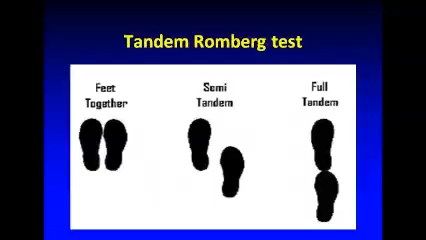 Tandem Romberg test
Feet
Together
Semi
Tandem
Full
Tandem